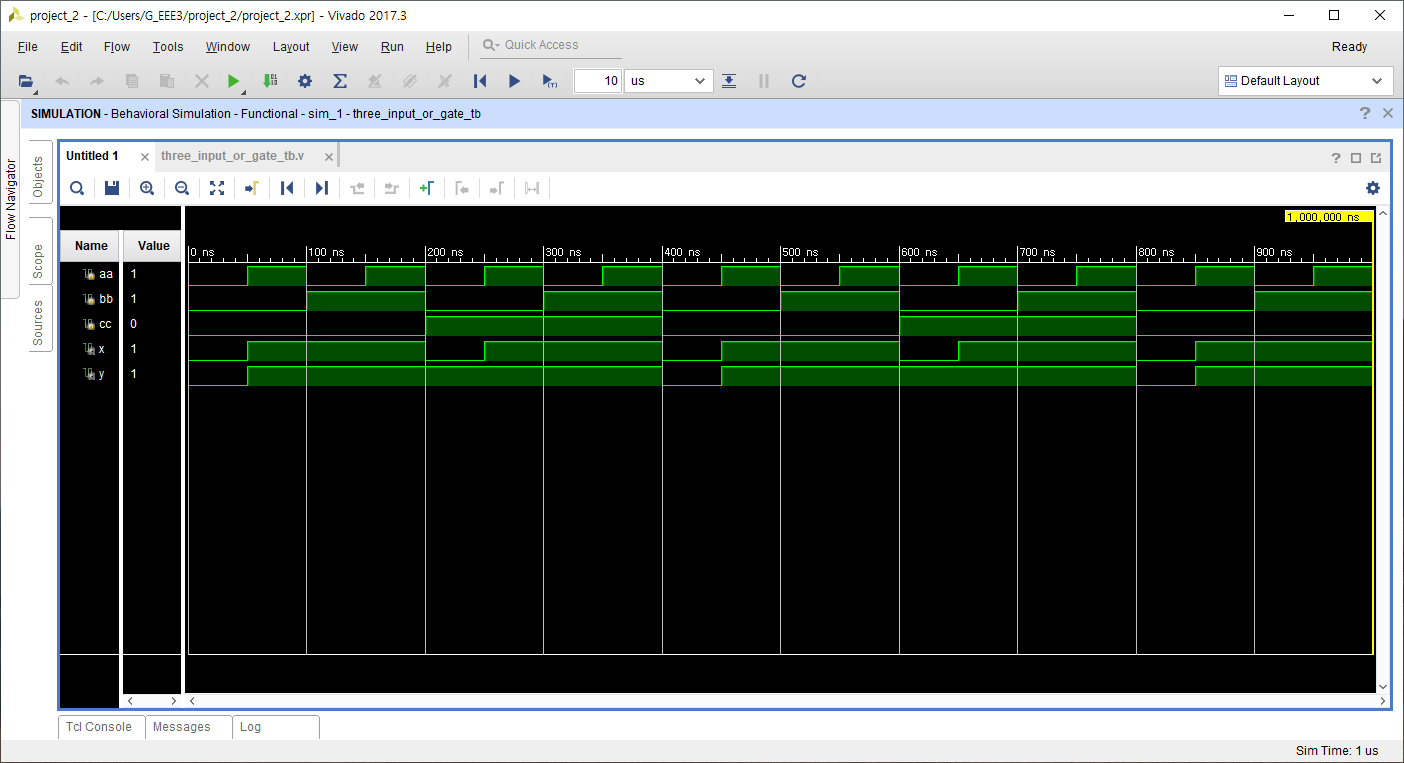 project_2 - [C:/Users/G_EEE3/project_2/project_2.xpr] - Vivado 2017.3
File Edit Flow Tools Window Layout View Run Help Quick Access Ready
10 us Default Layout
SIMULATION - Behavioral Simulation - Functional - sim_1 - three_input_or_gate_tb
Flow Navigator
Objects
Scope
Sources
Untitled 1 three_input_or_gate_tb.v
1,000,000 ns
Name Value
0 ns 100 ns 200 ns 300 ns 400 ns 500 ns 600 ns 700 ns 800 ns 900 ns
aa 1
bb 1
cc 0
x 1
y 1
Tcl Console Messages Log
Sim Time: 1 us